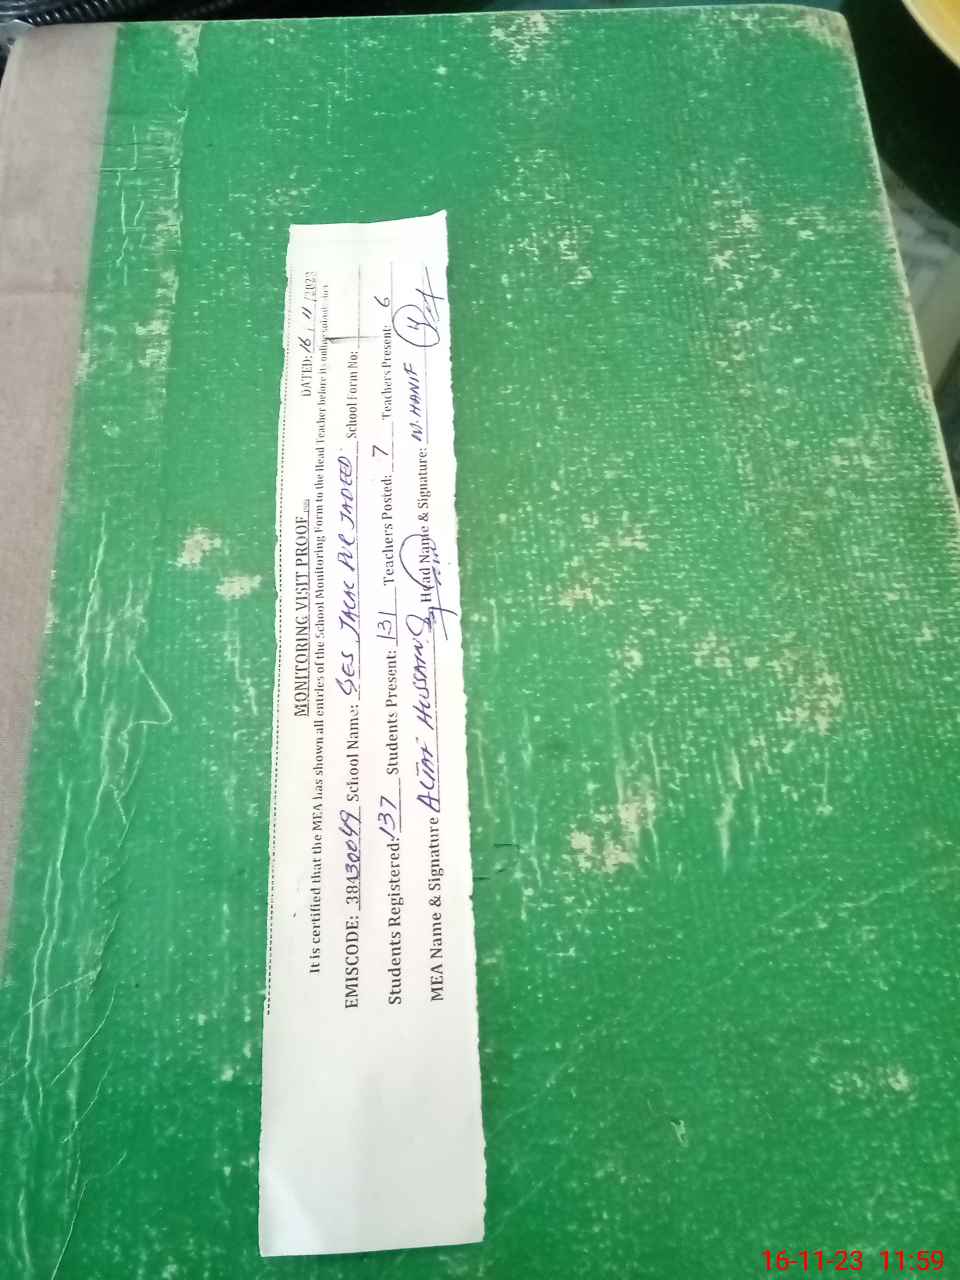 MONITORING VISIT PROOF
DATED: 16 / 11 /2023
It is certified that the MEA has shown all entries of the School Monitoring Form to the Head Teacher before its online
EMISCODE: 38430049 School Name: GES JADEED School Form No:
Students Registered: 137 Students Present: 131 Teachers Posted: 7 Teachers Present: 6
MEA Name & Signature ALTAF HUSSAIN Head Name & Signature: M. HANIF
16-11-23 11:59